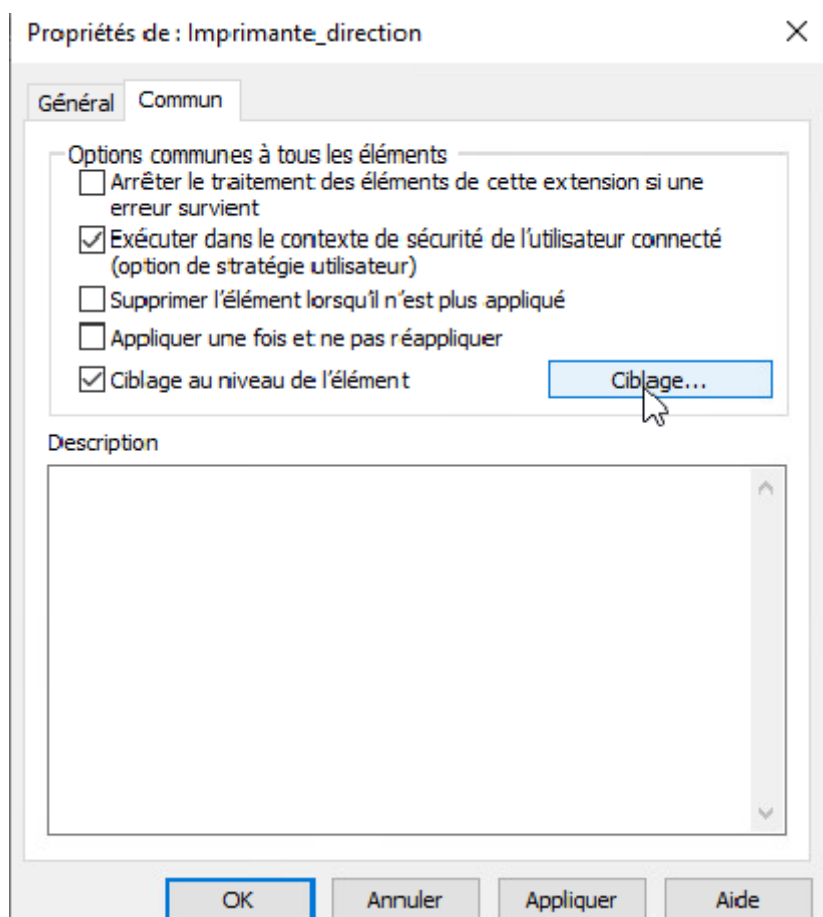 Propriétés de : Imprimante_direction
Général Commun
Options communes à tous les éléments
Arrêter le traitement des éléments de cette extension si une
erreur survient
Exécuter dans le contexte de sécurité de l'utilisateur connecté
(option de stratégie utilisateur)
Supprimer l'élément lorsqu'il n'est plus appliqué
Appliquer une fois et ne pas réappliquer
Ciblage au niveau de l'élément Ciblage...
Description
OK Annuler Appliquer Aide